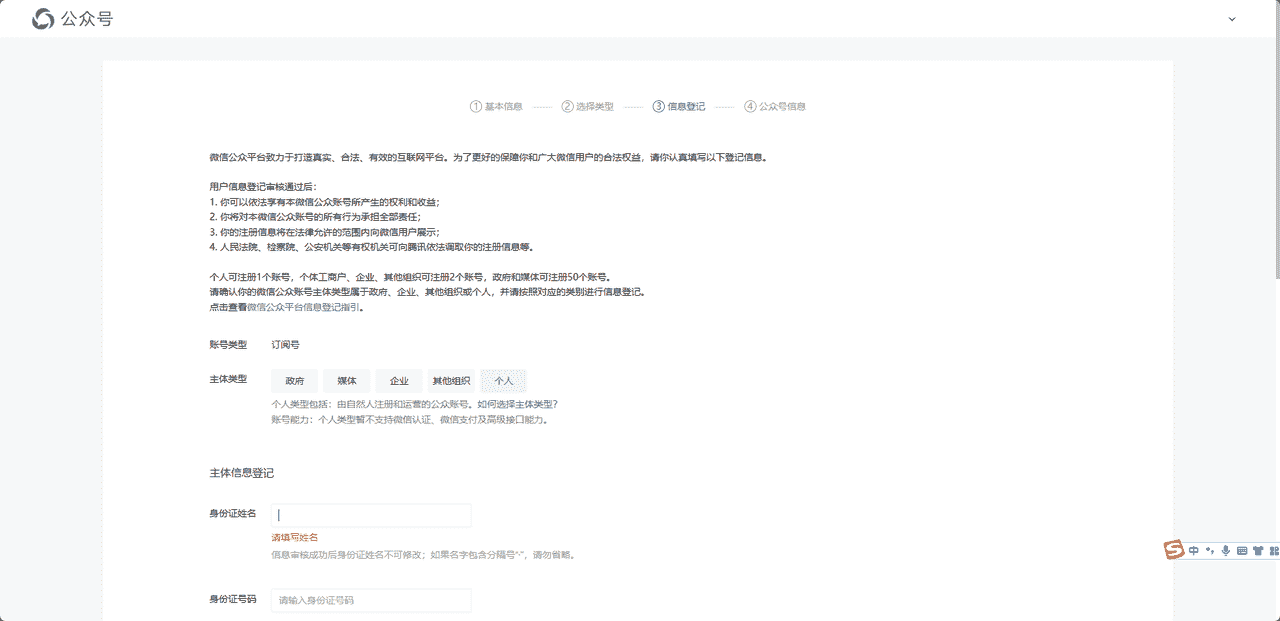 公众号
① 基本信息 ② 选择类型 ③ 信息登记 ④ 公众号信息
微信公众平台致力于打造真实、合法、有效的互联网平台。为了更好的保障你和广大微信用户的合法权益，请你认真填写以下登记信息。
用户信息登记审核通过后：
1. 你可以依法享有本微信公众账号所产生的权利和收益；
2. 你将对本微信公众账号的所有行为承担全部责任；
3. 你的注册信息将在法律允许的范围内向微信用户展示；
4. 人民法院、检察院、公安机关等有权机关可向腾讯依法调取你的注册信息等。
个人可注册1个账号，个体工商户、企业、其他组织可注册2个账号，政府和媒体可注册50个账号。
请确认你的微信公众账号主体类型属于政府、企业、其他组织或个人，并请按照对应的类别进行信息登记。
点击查看微信公众平台信息登记指引。
账号类型 订阅号
主体类型 政府 媒体 企业 其他组织 个人
个人类型包括：由自然人注册和运营的公众账号。如何选择主体类型?
账号能力：个人类型暂不支持微信认证、微信支付及高级接口能力。
主体信息登记
身份证姓名
请填写姓名
信息审核成功后身份证姓名不可修改；如果名字包含分隔号“·”，请勿省略。
S中
身份证号码 请输入身份证号码